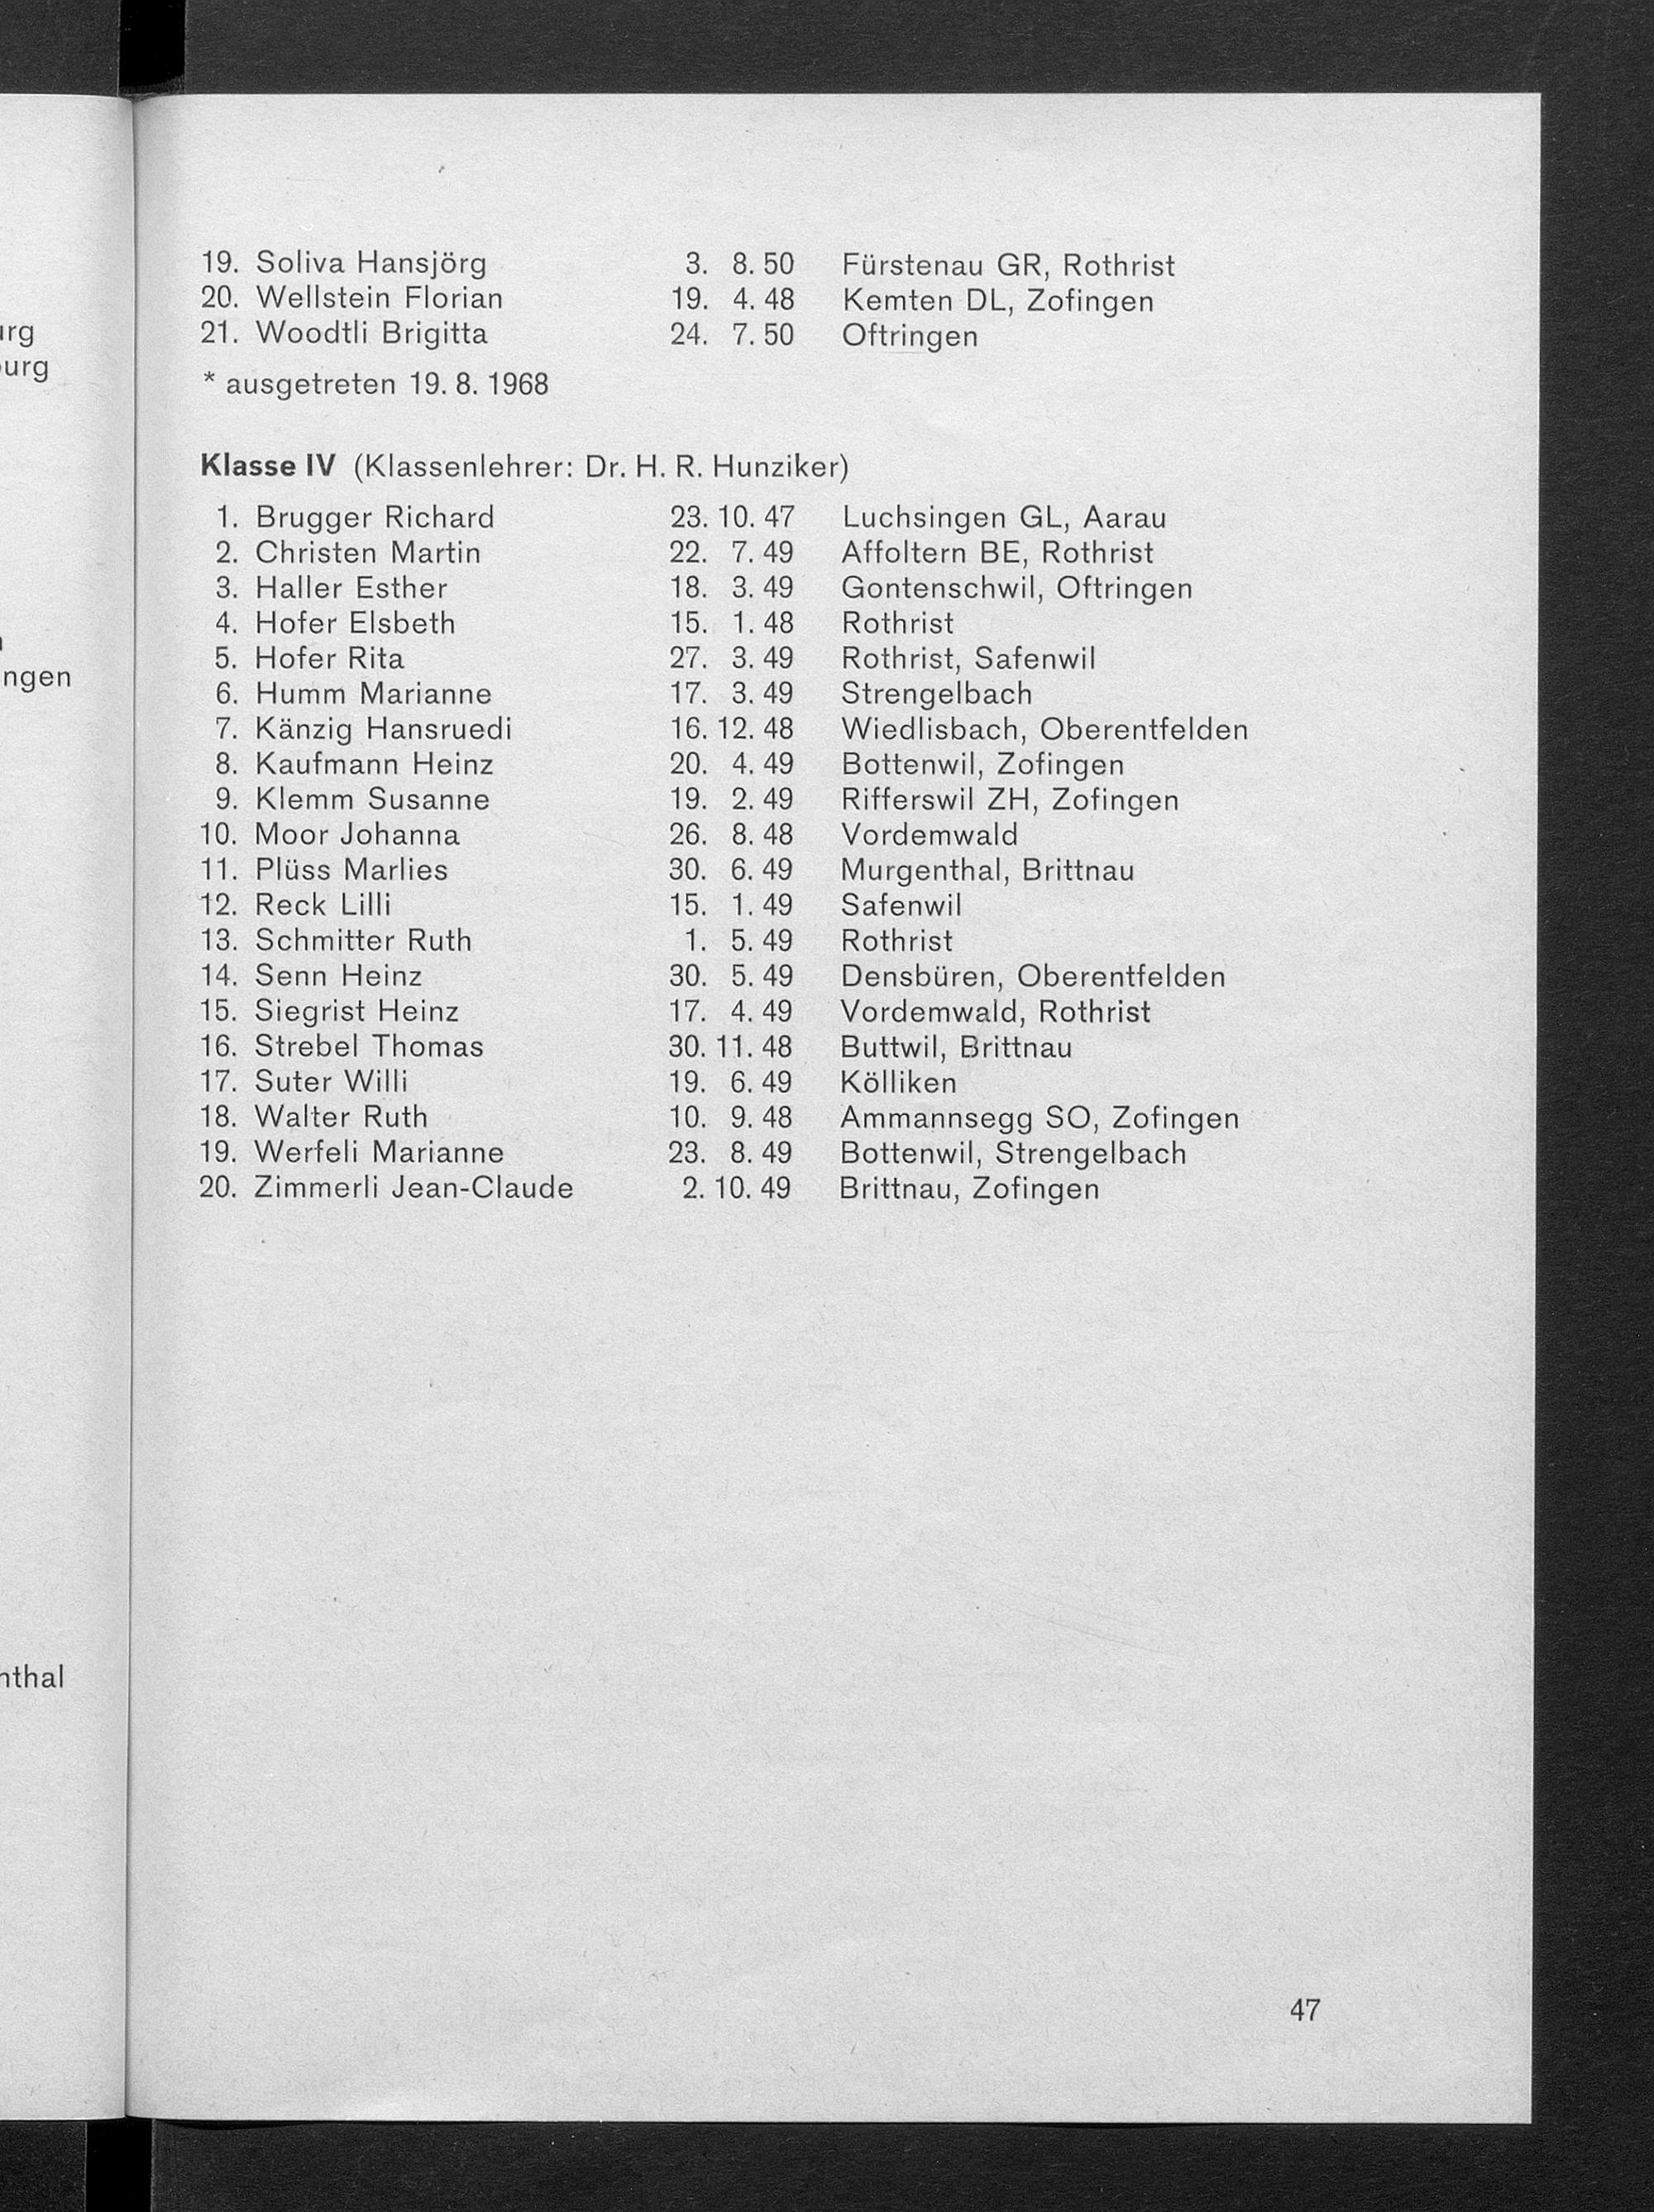 19. Soliva Hansjörg 3. 8. 50 Fürstenau GR, Rothrist
20. Wellstein Florian 19. 4. 48 Kemten DL, Zofingen
21. Woodtli Brigitta 24. 7. 50 Oftringen
* ausgetreten 19. 8. 1968
Klasse IV (Klassenlehrer: Dr. H. R. Hunziker)
1. Brugger Richard 23. 10. 47 Luchsingen GL, Aarau
2. Christen Martin 22. 7. 49 Affoltern BE, Rothrist
3. Haller Esther 18. 3. 49 Gontenschwil, Oftringen
4. Hofer Elsbeth 15. 1. 48 Rothrist
5. Hofer Rita 27. 3. 49 Rothrist, Safenwil
6. Humm Marianne 17. 3. 49 Strengelbach
7. Känzig Hansruedi 16. 12. 48 Wiedlisbach, Oberentfelden
8. Kaufmann Heinz 20. 4. 49 Bottenwil, Zofingen
9. Klemm Susanne 19. 2. 49 Rifferswil ZH, Zofingen
10. Moor Johanna 26. 8. 48 Vordemwald
11. Plüss Marlies 30. 6. 49 Murgenthal, Brittnau
12. Reck Lilli 15. 1. 49 Safenwil
13. Schmitter Ruth 1. 5. 49 Rothrist
14. Senn Heinz 30. 5. 49 Densbüren, Oberentfelden
15. Siegrist Heinz 17. 4. 49 Vordemwald, Rothrist
16. Strebel Thomas 30. 11. 48 Buttwil, Brittnau
17. Suter Willi 19. 6. 49 Kölliken
18. Walter Ruth 10. 9. 48 Ammannsegg SO, Zofingen
19. Werfeli Marianne 23. 8. 49 Bottenwil, Strengelbach
20. Zimmerli Jean-Claude 2. 10. 49 Brittnau, Zofingen
47